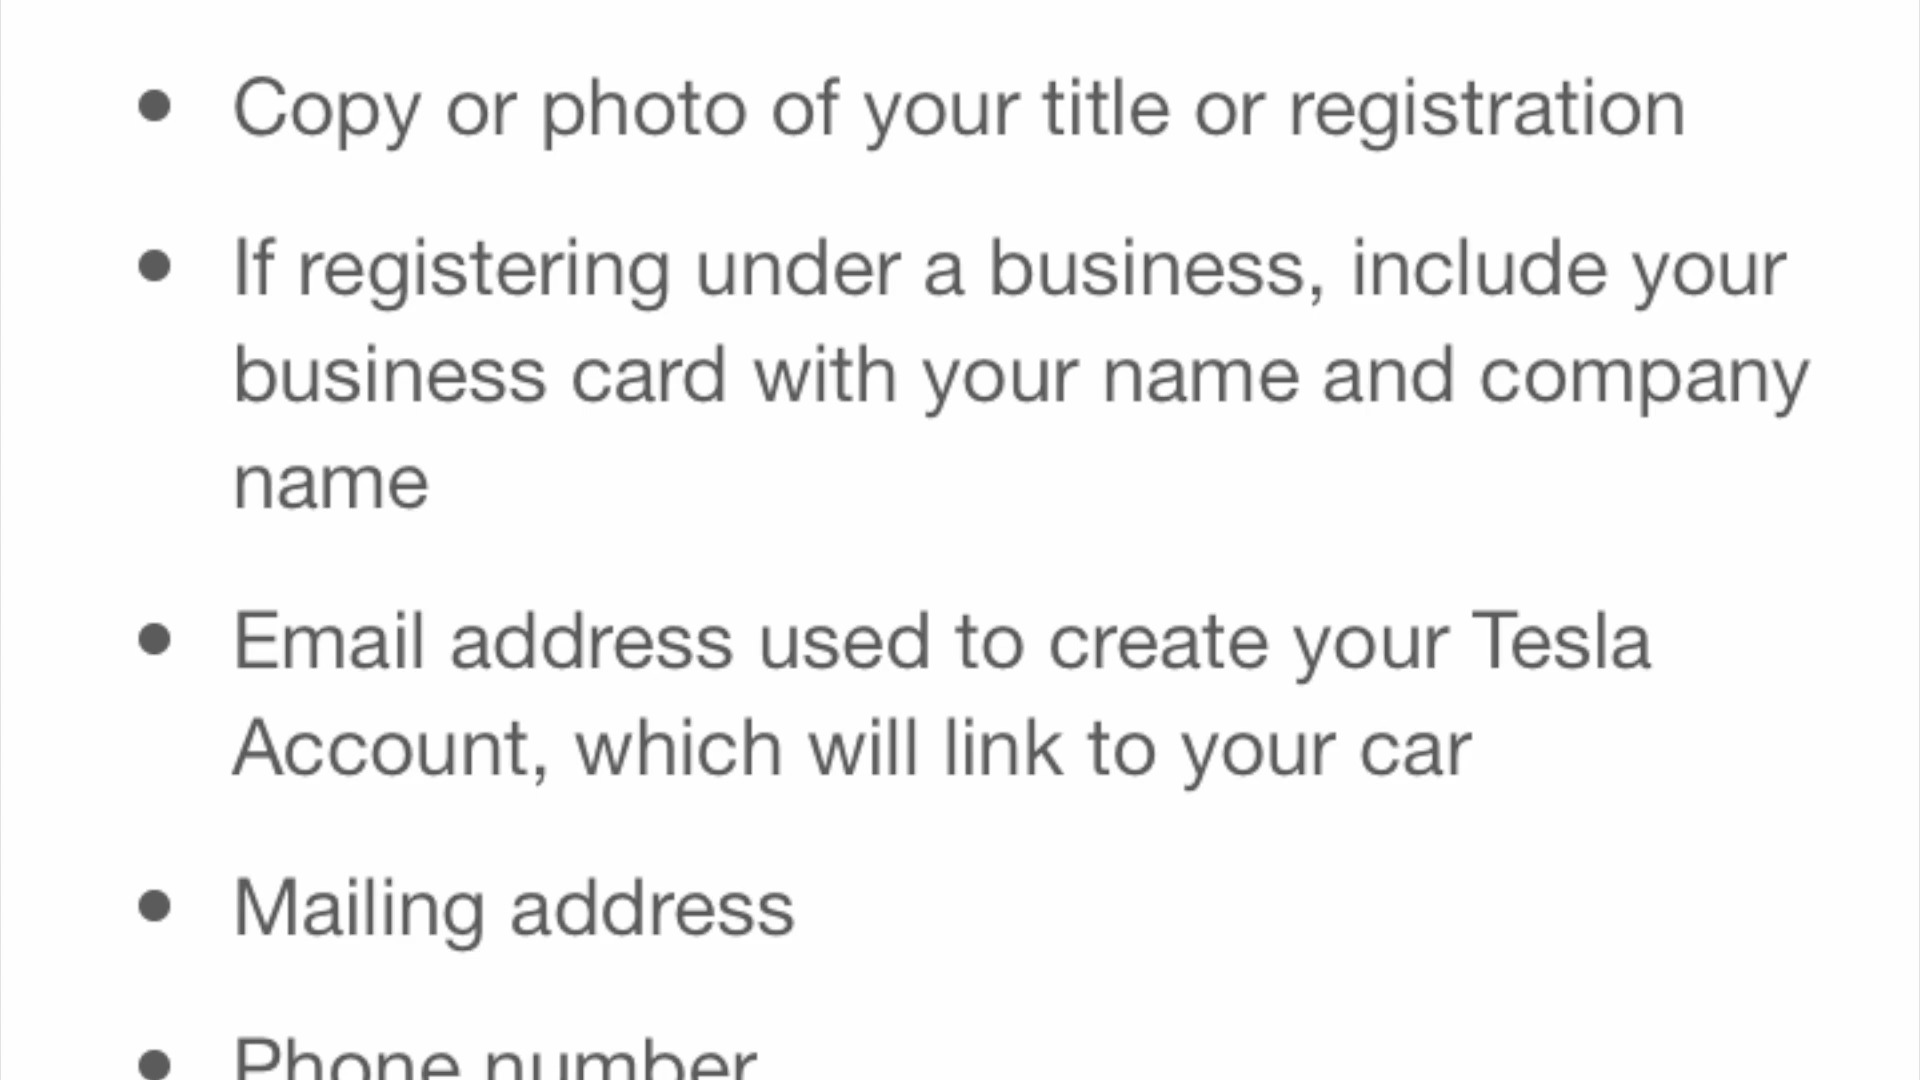 • Copy or photo of your title or registration
• If registering under a business, include your
business card with your name and company
name
• Email address used to create your Tesla
Account, which will link to your car
• Mailing address
• Phone number